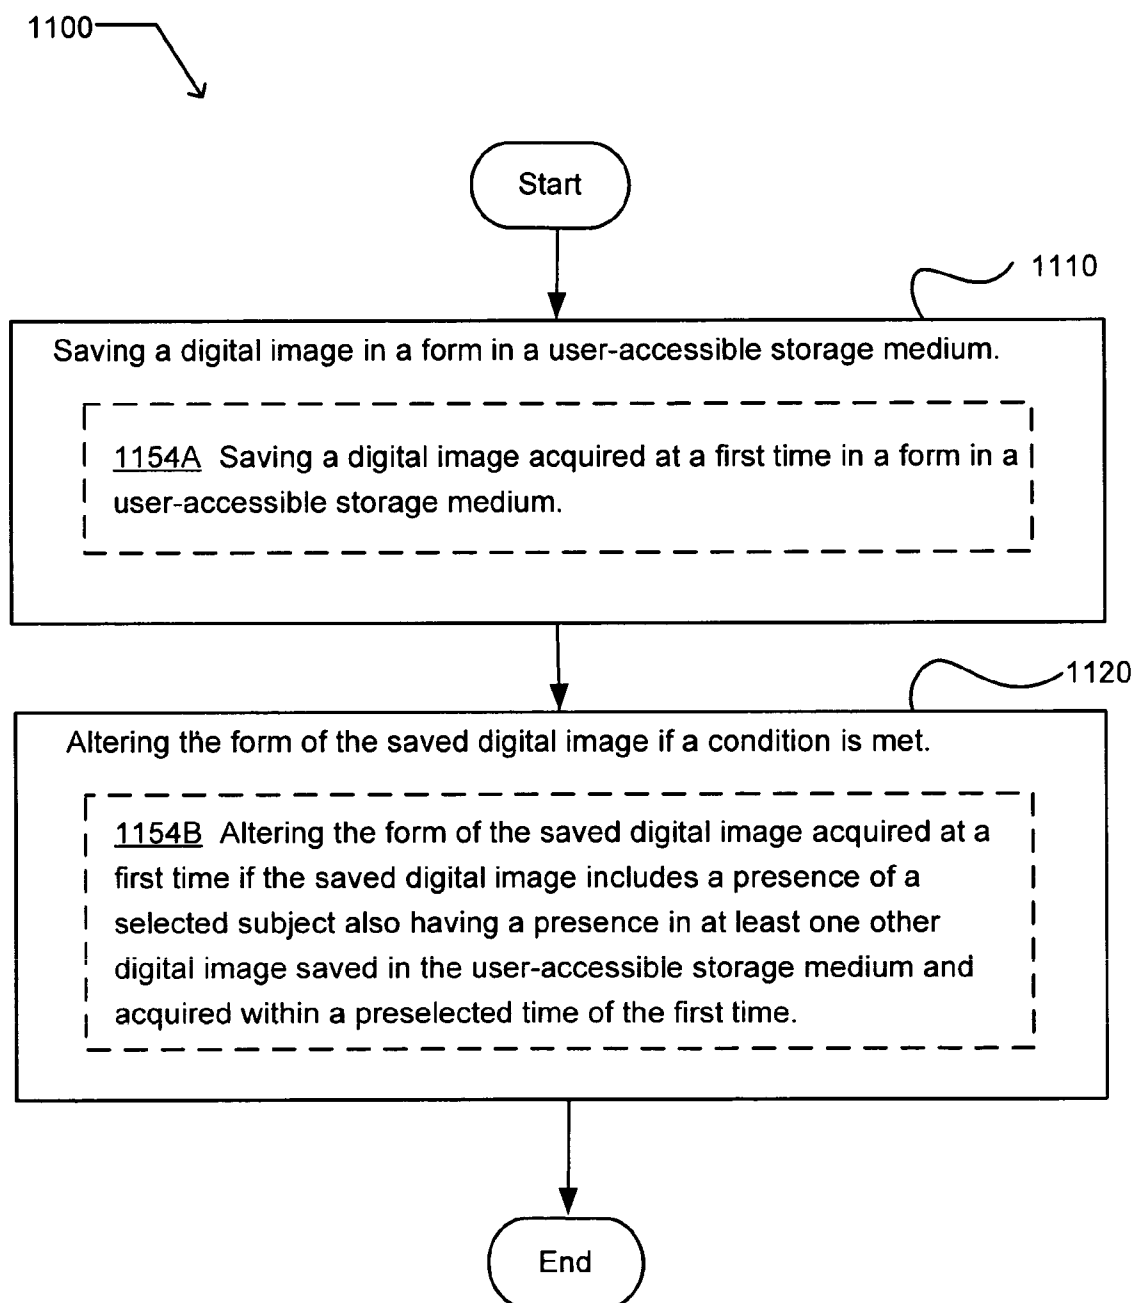 1100
Start
1110
Saving a digital image in a form in a user-accessible storage medium.
1154A Saving a digital image acquired at a first time in a form in a
user-accessible storage medium.
1120
Altering the form of the saved digital image if a condition is met.
1154B Altering the form of the saved digital image acquired at a
first time if the saved digital image includes a presence of a
selected subject also having a presence in at least one other
digital image saved in the user-accessible storage medium and
acquired within a preselected time of the first time.
End